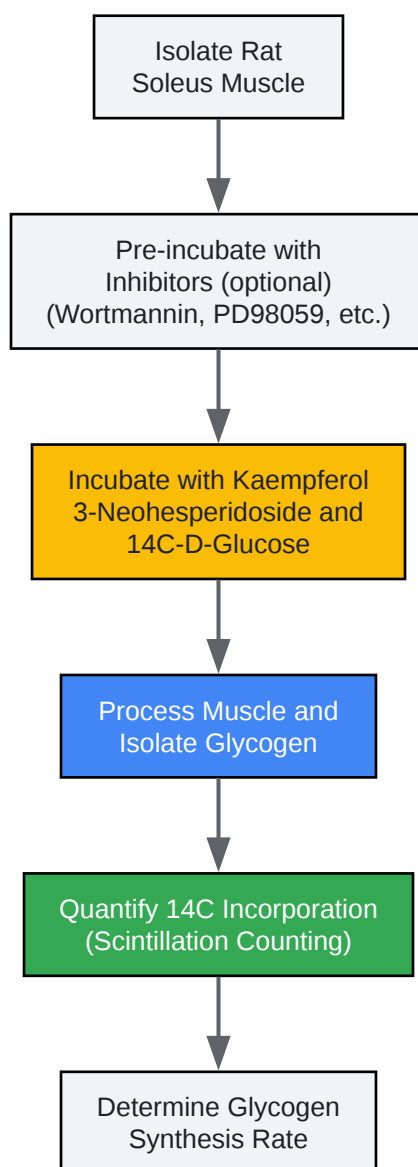 Isolate Rat
Soleus Muscle
Pre-incubate with
Inhibitors (optional)
(Wortmannin, PD98059, etc.)
Incubate with Kaempferol
3-Neohesperidoside and
14C-D-Glucose
Process Muscle and
Isolate Glycogen
Quantify 14C Incorporation
(Scintillation Counting)
Determine Glycogen
Synthesis Rate